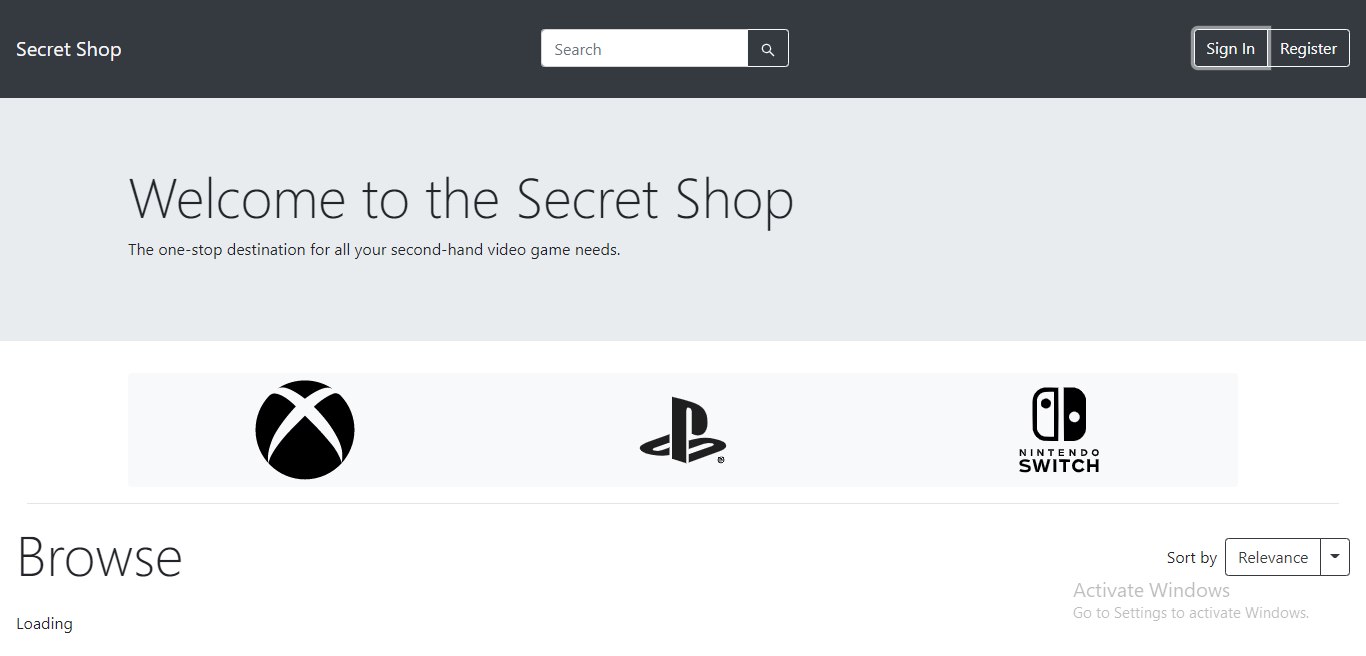 Secret Shop
Search
Sign In
Register
Welcome to the Secret Shop
The one-stop destination for all your second-hand video game needs.
NINTENDO
SWITCH
Browse
Sort by
Relevance
Activate Windows
Go to Settings to activate Windows.
Loading